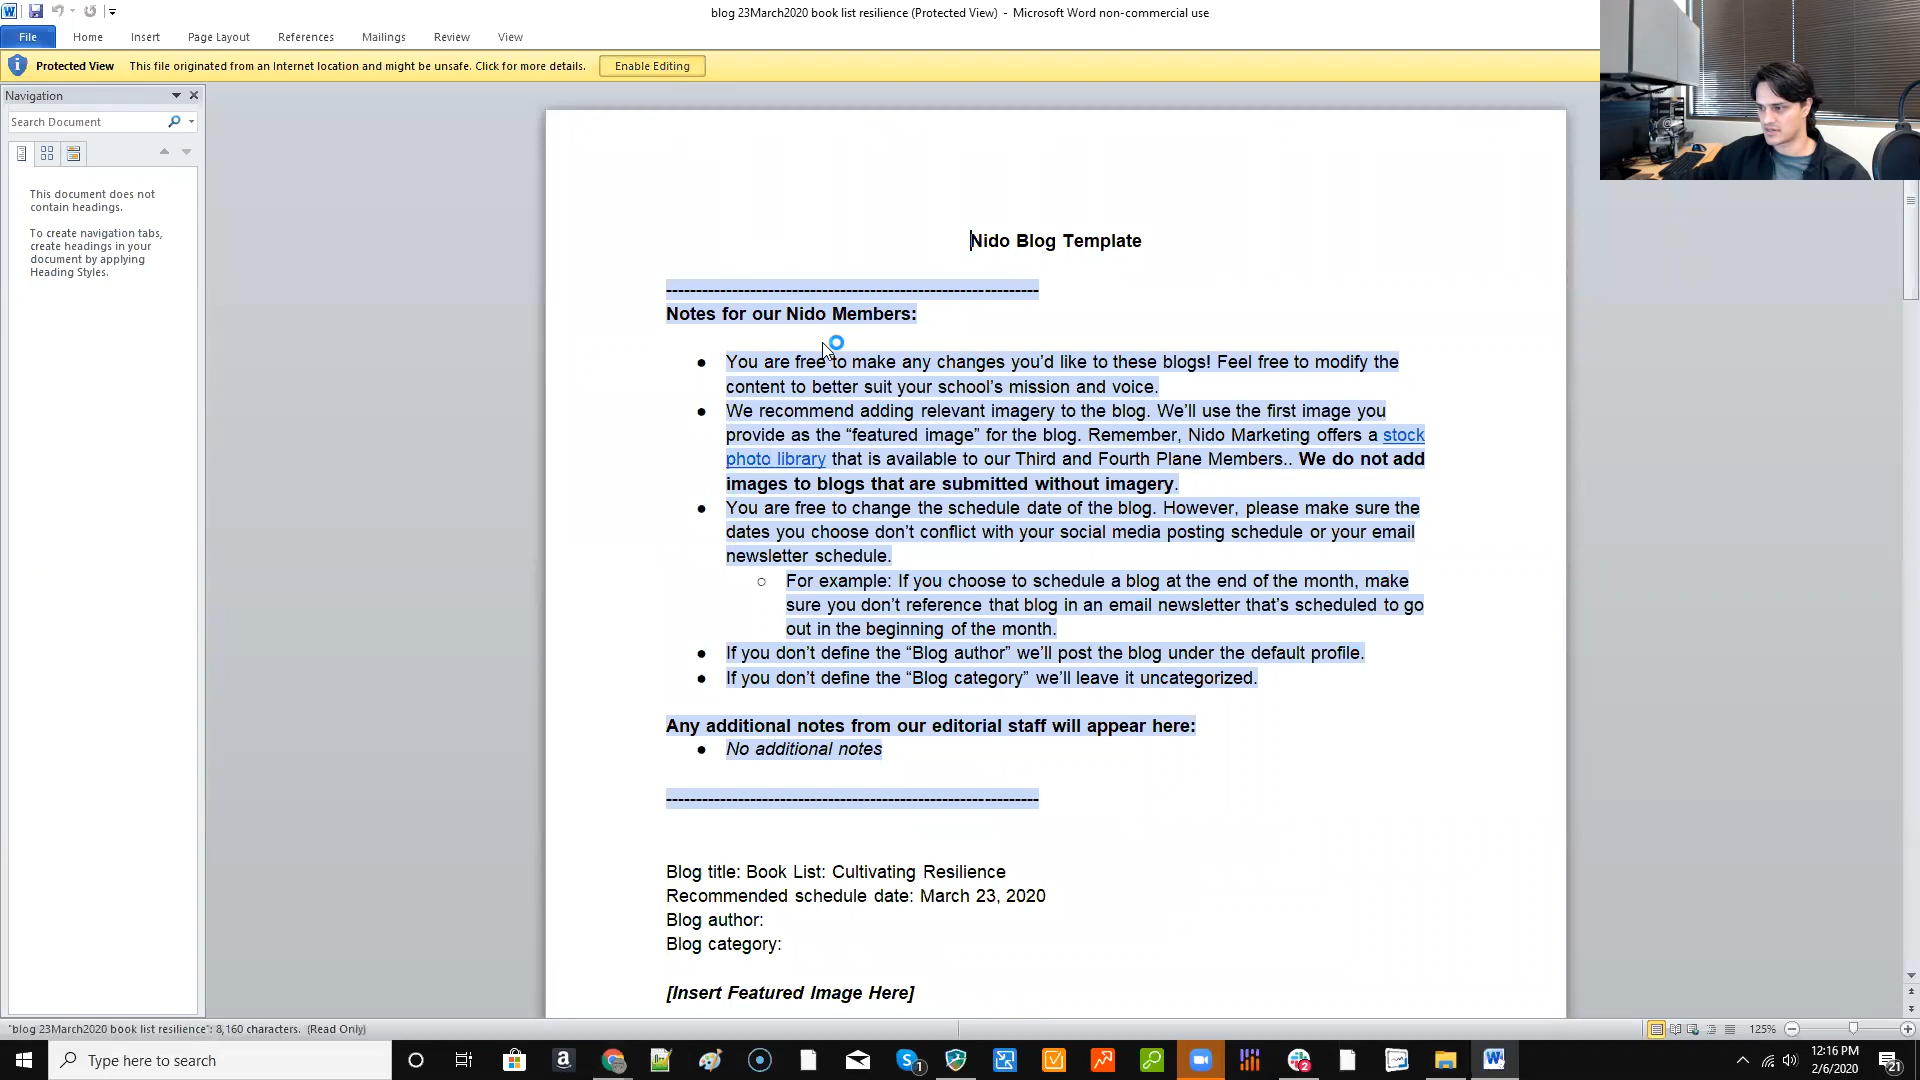 blog 23March2020 book list resilience (Protected View) - Microsoft Word non-commercial use
File Home Insert Page Layout References Mailings Review View
Protected View This file originated from an Internet location and might be unsafe. Click for more details. Enable Editing
Navigation
Search Document
This document does not
contain headings.
To create navigation tabs,
create headings in your
document by applying
Heading Styles.
Nido Blog Template
--------------------------------------------------------------
Notes for our Nido Members:
● You are free to make any changes you’d like to these blogs! Feel free to modify the
content to better suit your school’s mission and voice.
● We recommend adding relevant imagery to the blog. We’ll use the first image you
provide as the “featured image” for the blog. Remember, Nido Marketing offers a stock
photo library that is available to our Third and Fourth Plane Members.. We do not add
images to blogs that are submitted without imagery.
● You are free to change the schedule date of the blog. However, please make sure the
dates you choose don’t conflict with your social media posting schedule or your email
newsletter schedule.
○ For example: If you choose to schedule a blog at the end of the month, make
sure you don’t reference that blog in an email newsletter that’s scheduled to go
out in the beginning of the month.
● If you don’t define the “Blog author” we’ll post the blog under the default profile.
● If you don’t define the “Blog category” we’ll leave it uncategorized.
Any additional notes from our editorial staff will appear here:
● No additional notes
--------------------------------------------------------------
Blog title: Book List: Cultivating Resilience
Recommended schedule date: March 23, 2020
Blog author:
Blog category:
[Insert Featured Image Here]
"blog 23March2020 book list resilience": 8,160 characters. (Read Only)
125%
Type here to search
12:16 PM
2/6/2020
21